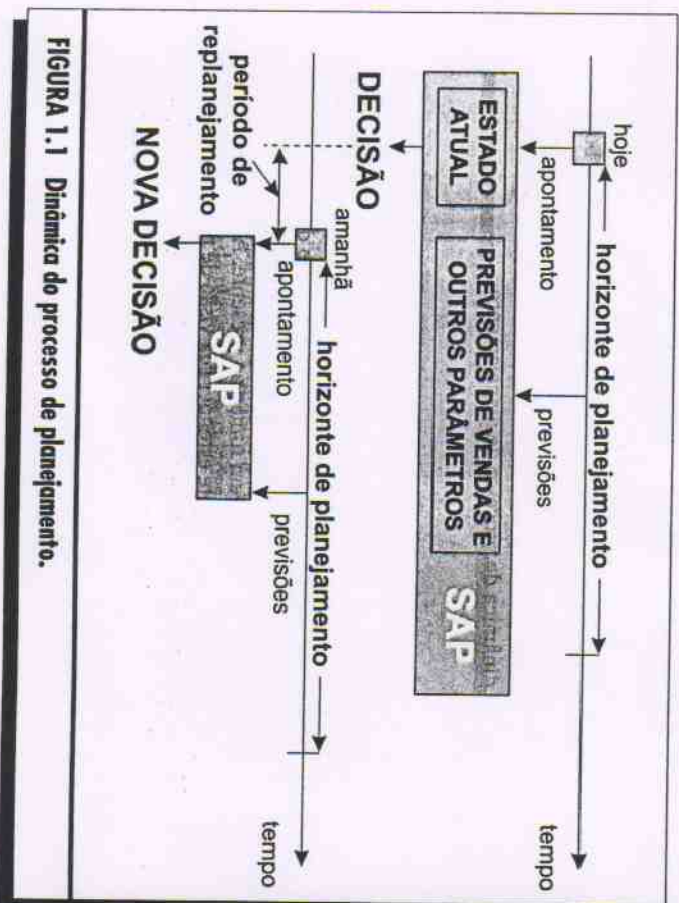 hoje
horizonte de planejamento
tempo
apontamento
previsões
ESTADO
ATUAL
PREVISÕES DE VENDAS E
OUTROS PARÂMETROS
SAP
DECISÃO
amanhã
horizonte de planejamento
tempo
período de
replanejamento
apontamento
previsões
SAP
NOVA DECISÃO
FIGURA 1.1 Dinâmica do processo de planejamento.